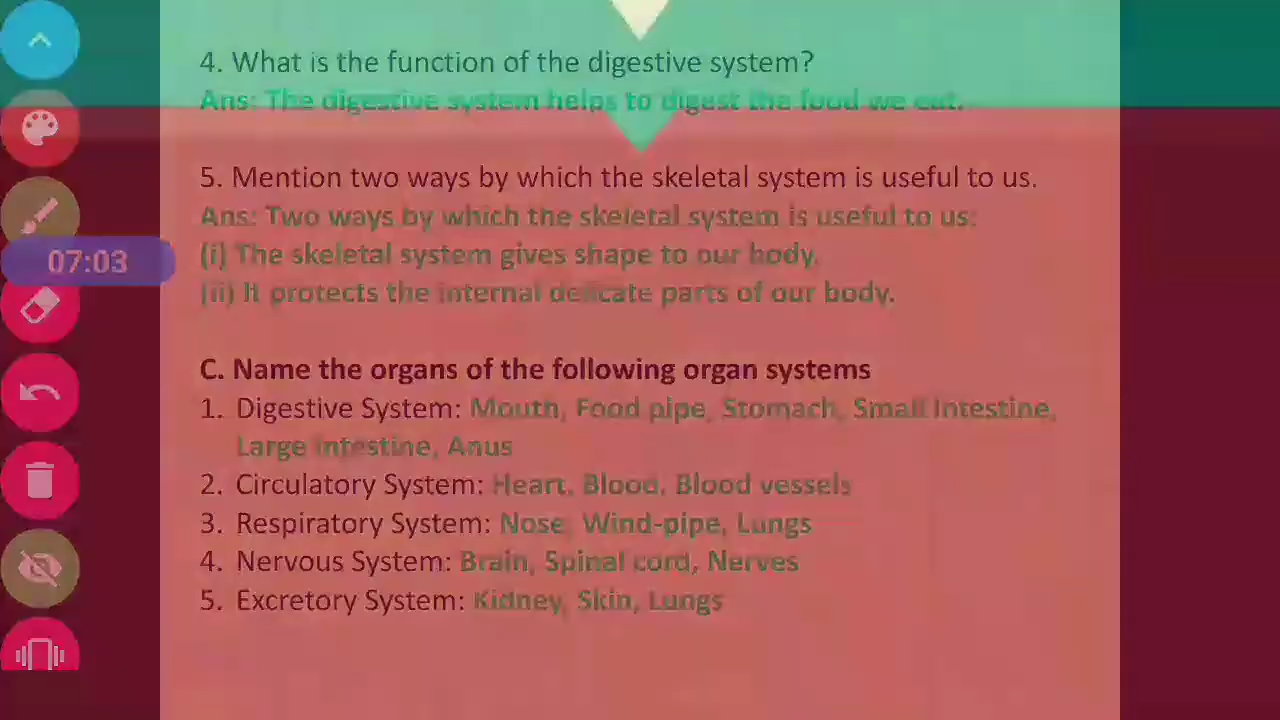 4. What is the function of the digestive system?
Ans: The digestive system helps to digest the food we eat.
5. Mention two ways by which the skeletal system is useful to us.
Ans: Two ways by which the skeletal system is useful to us:
(i) The skeletal system gives shape to our body.
(ii) It protects the internal delicate parts of our body.
07:03
C. Name the organs of the following organ systems
1. Digestive System: Mouth, Food pipe, Stomach, Small Intestine,
Large Intestine, Anus
2. Circulatory System: Heart, Blood, Blood vessels
3. Respiratory System: Nose, Wind-pipe, Lungs
4. Nervous System: Brain, Spinal cord, Nerves
5. Excretory System: Kidney, Skin, Lungs